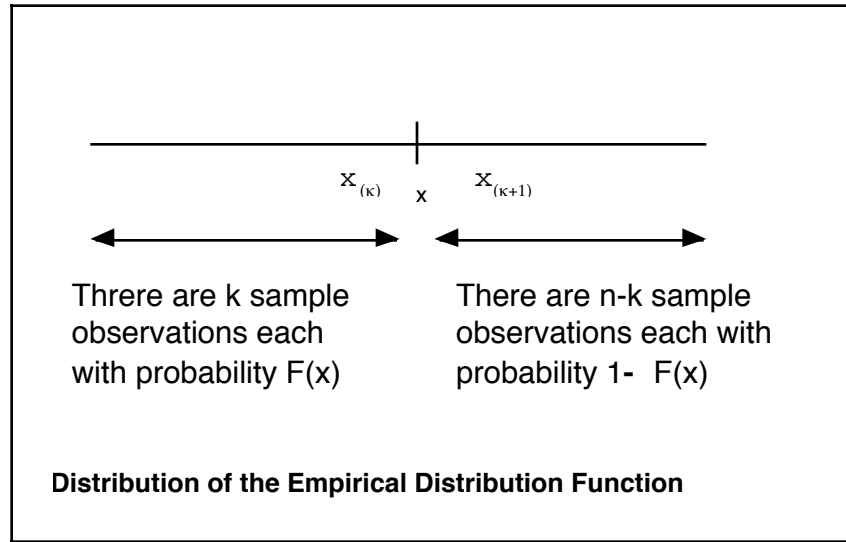 x(κ) x x(κ+1)
Threre are k sample
observations each
with probability F(x)
There are n-k sample
observations each with
probability 1- F(x)
Distribution of the Empirical Distribution Function